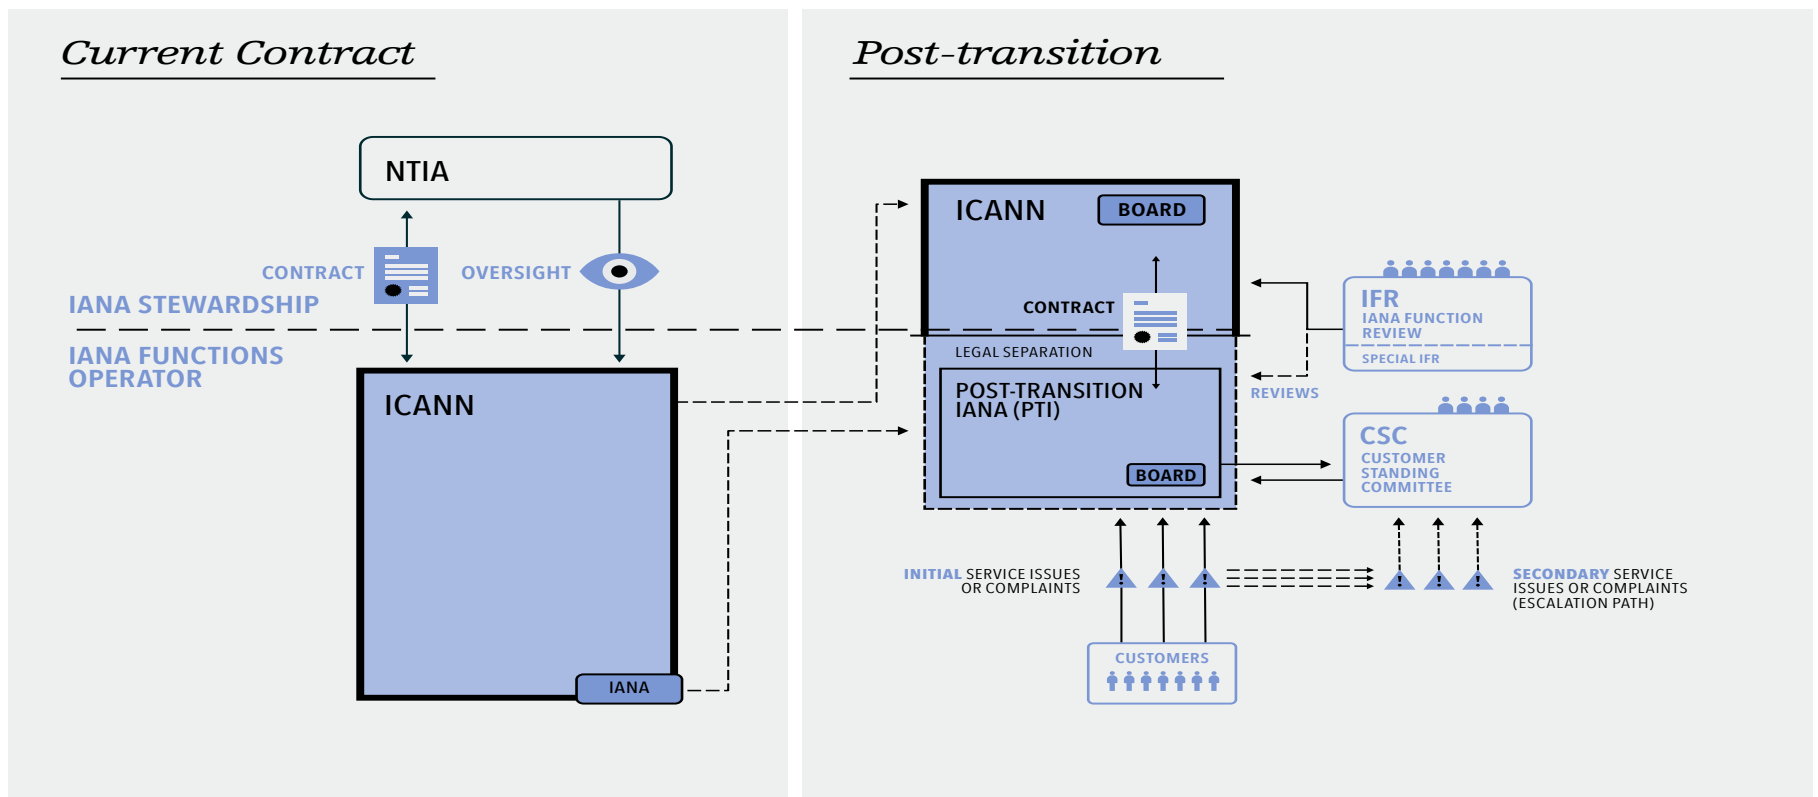 Current Contract
NTIA
CONTRACT
OVERSIGHT
IANA STEWARDSHIP
IANA FUNCTIONS
OPERATOR
ICANN
IANA
Post-transition
ICANN
BOARD
CONTRACT
LEGAL SEPARATION
POST-TRANSITION
IANA (PTI)
BOARD
IFR
IANA FUNCTION
REVIEW
SPECIAL IFR
REVIEWS
CSC
CUSTOMER
STANDING
COMMITTEE
INITIAL SERVICE ISSUES
OR COMPLAINTS
!
!
!
!
!
!
SECONDARY SERVICE
ISSUES OR COMPLAINTS
(ESCALATION PATH)
CUSTOMERS